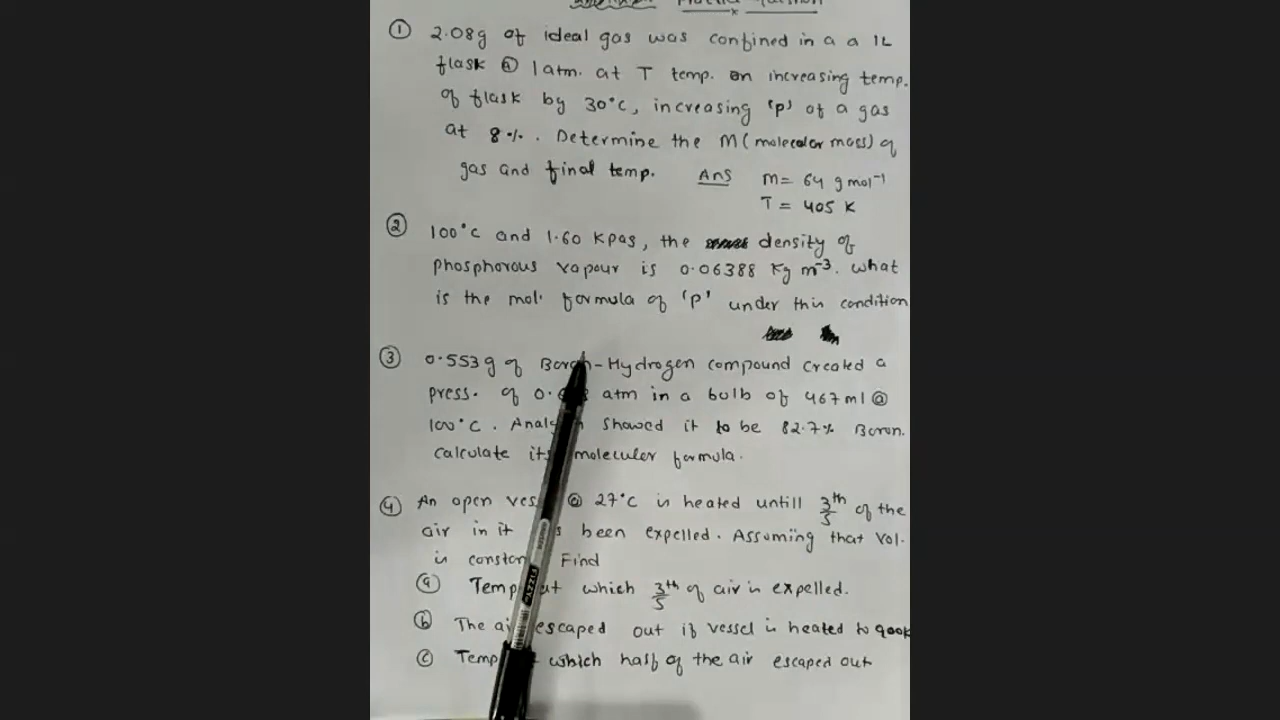 ① 2.08g of ideal gas was confined in a a 1L
flask @ 1atm. at T temp. on increasing temp.
of flask by 30°C, increasing 'p' of a gas
at 8%. Determine the M (molecular mass) of
gas and final temp. Ans M= 64 g mol⁻¹
T = 405 K
② 100°C and 1.60 Kpas, the density of
phosphorous vapour is 0.06388 Kg m⁻³. What
is the mol. formula of 'p' under this condition
③ 0.553g of Boron-Hydrogen compound created a
press. of 0. atm in a bulb of 467ml @
100°C. showed it to be 82.7% Boron.
Calculate its molecular formula.
④ An open @ 27°C is heated untill 3/5th of the
air in it been expelled. Assuming that Vol.
is Find
ⓐ Temp at which 3/5th of air is expelled.
ⓑ The escaped out if vessel is heated to 900K
ⓒ Temp which half of the air escaped out
FIZZYC